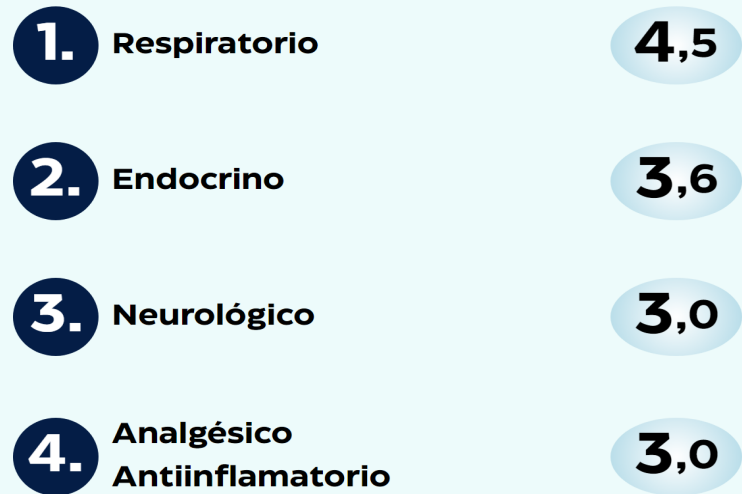 1. Respiratorio 4,5
2. Endocrino 3,6
3. Neurológico 3,0
4. Analgésico
Antiinflamatorio 3,0